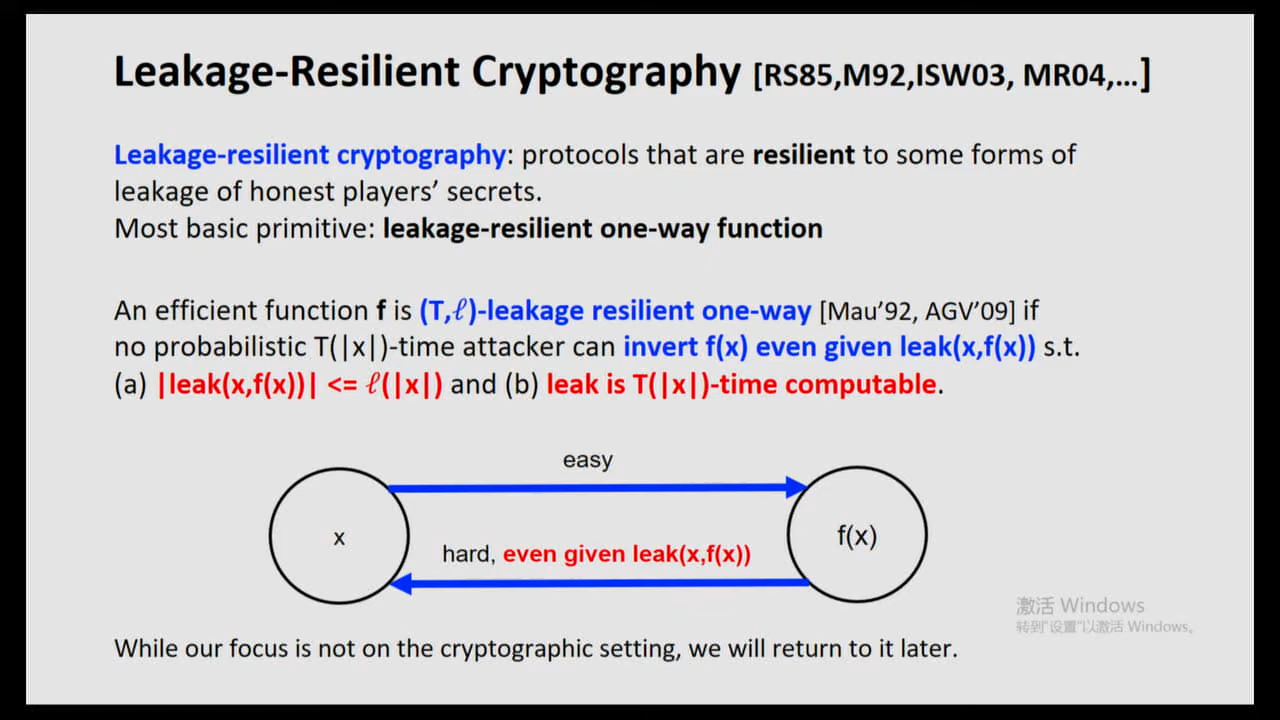 Leakage-Resilient Cryptography [RS85,M92,ISW03, MR04,…]
Leakage-resilient cryptography: protocols that are resilient to some forms of
leakage of honest players’ secrets.
Most basic primitive: leakage-resilient one-way function
An efficient function f is (T,ℓ)-leakage resilient one-way [Mau’92, AGV’09] if
no probabilistic T(|x|)-time attacker can invert f(x) even given leak(x,f(x)) s.t.
(a) |leak(x,f(x))| <= ℓ(|x|) and (b) leak is T(|x|)-time computable.
easy
x
f(x)
hard, even given leak(x,f(x))
激活 Windows
转到"设置"以激活 Windows。
While our focus is not on the cryptographic setting, we will return to it later.